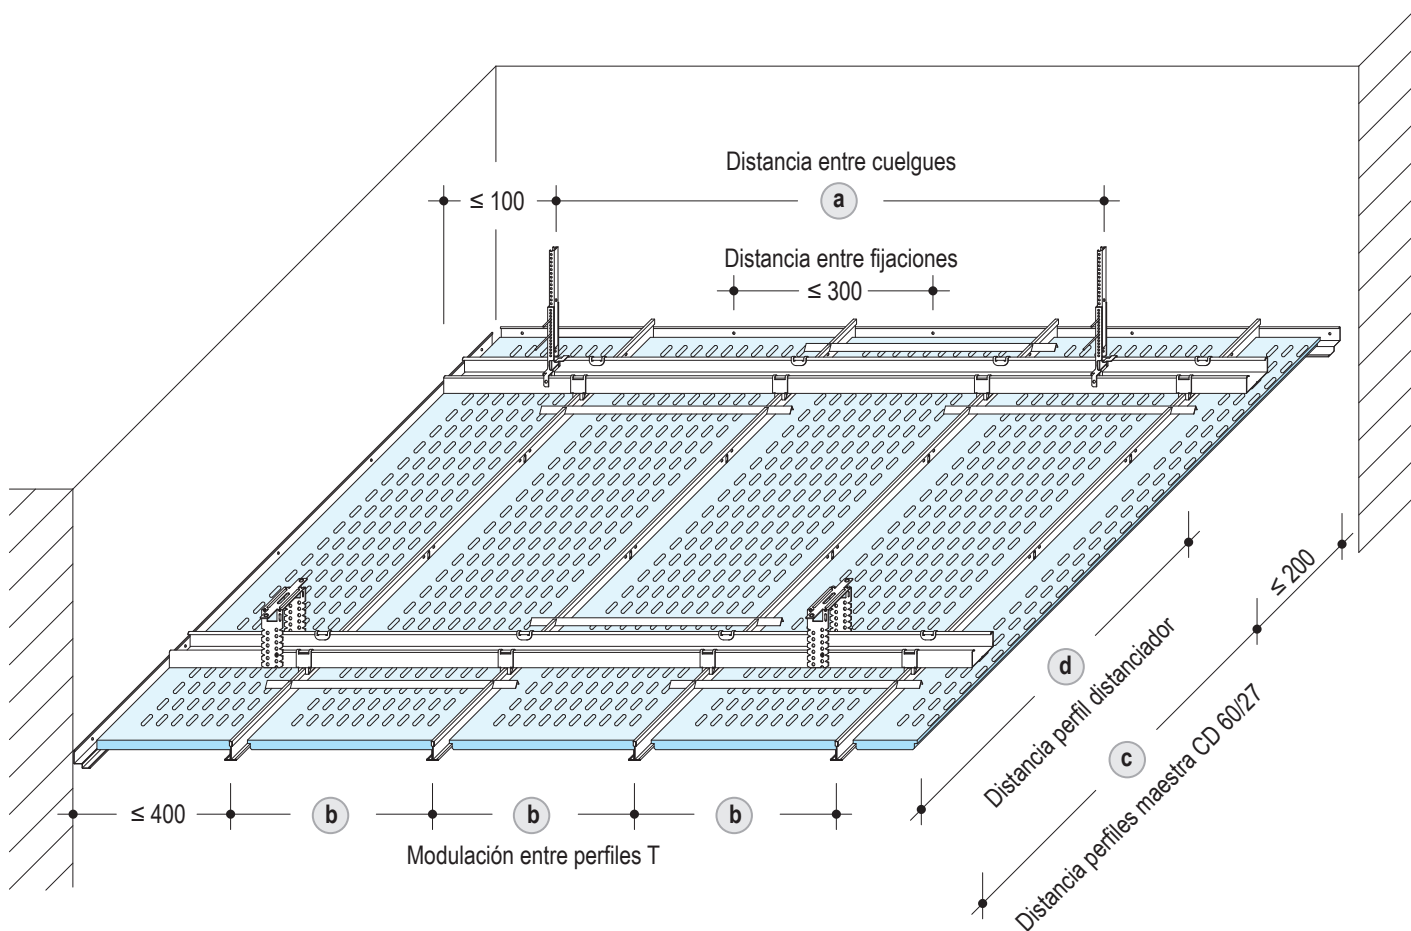 Distancia entre cuelgues
≤ 100
a
Distancia entre fijaciones
≤ 300
≤ 200
d
Distancia perfil distanciador
c
Distancia perfiles maestra CD 60/27
≤ 400
b
b
b
Modulación entre perfiles T